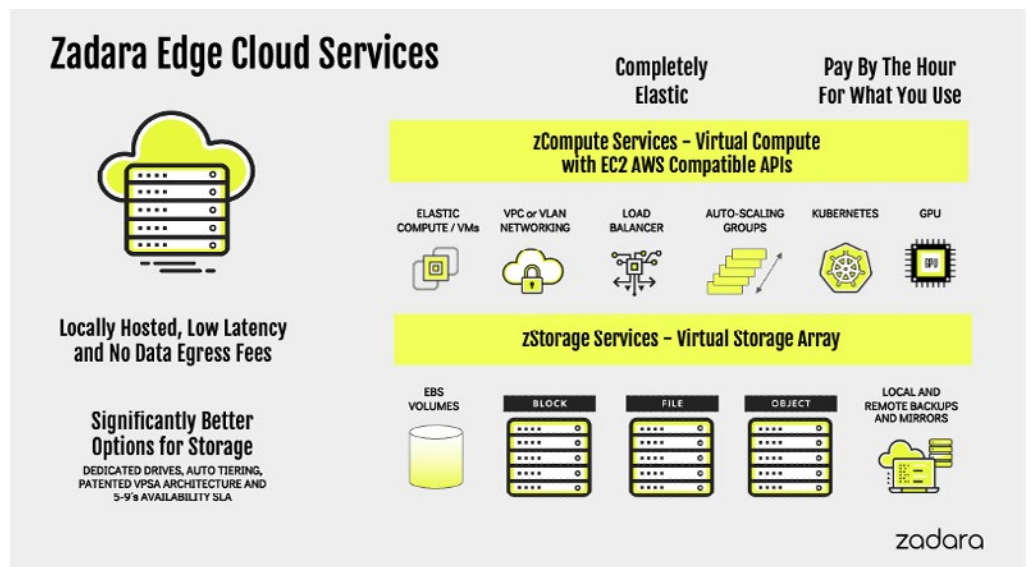 Zadara Edge Cloud Services
Completely
Elastic
Pay By The Hour
For What You Use
zCompute Services - Virtual Compute
with EC2 AWS Compatible APIs
ELASTIC
COMPUTE / VMs
VPC or VLAN
NETWORKING
LOAD
BALANCER
AUTO-SCALING
GROUPS
KUBERNETES
GPU
GPU
Locally Hosted, Low Latency
and No Data Egress Fees
zStorage Services - Virtual Storage Array
Significantly Better
Options for Storage
DEDICATED DRIVES, AUTO TIERING,
PATENTED VPSA ARCHITECTURE AND
5-9's AVAILABILITY SLA
EBS
VOLUMES
BLOCK
FILE
OBJECT
LOCAL AND
REMOTE BACKUPS
AND MIRRORS
zadara